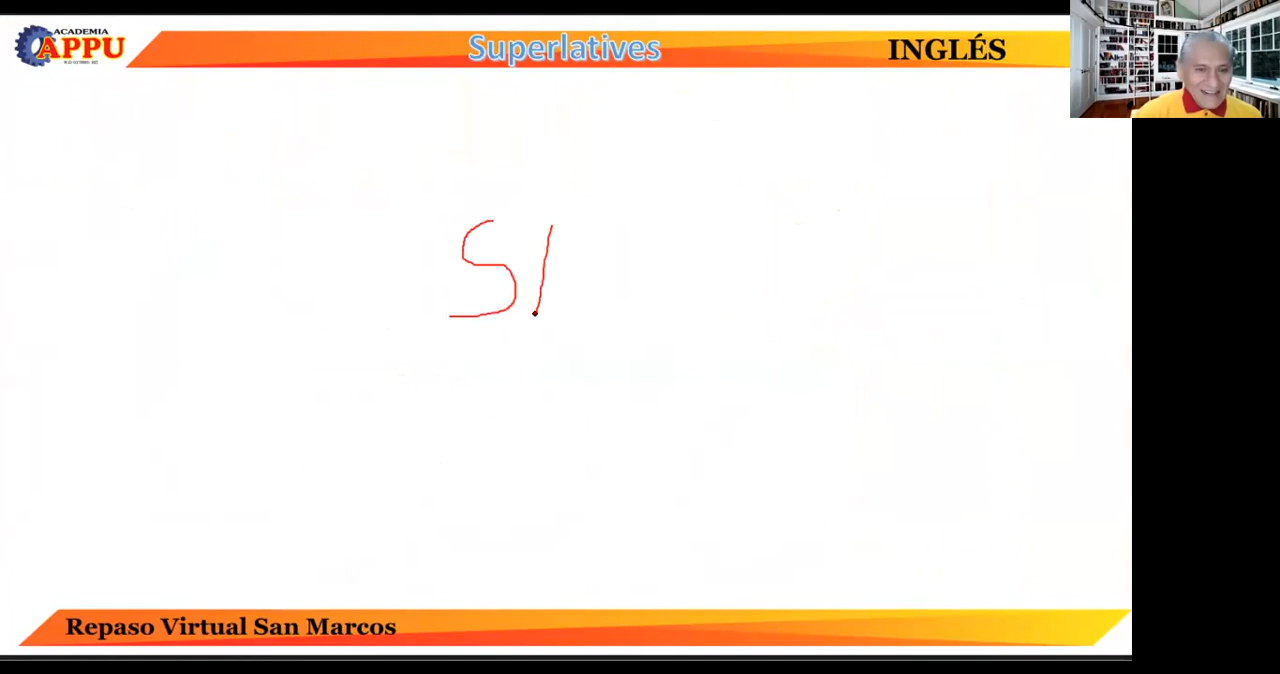 ACADEMIA
APPU
Superlatives
INGLÉS
SI
Repaso Virtual San Marcos